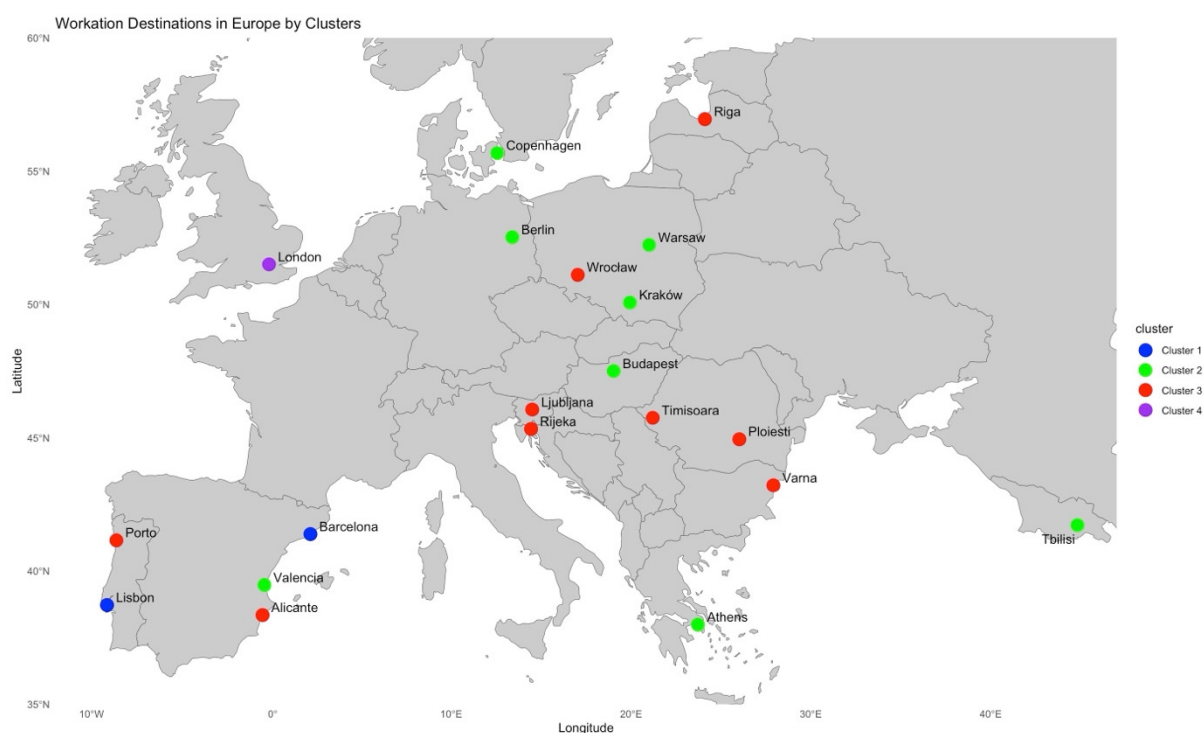 Workation Destinations in Europe by Clusters
60°N
55°N
50°N
45°N
40°N
35°N
Latitude
Riga
Copenhagen
Berlin
Warsaw
London
Wrocław
Kraków
Budapest
Ljubljana
Rijeka
Timisoara
Ploiesti
Varna
Barcelona
Porto
Tbilisi
Valencia
Lisbon
Alicante
Athens
cluster
Cluster 1
Cluster 2
Cluster 3
Cluster 4
10°W
0°
10°E
20°E
30°E
40°E
Longitude